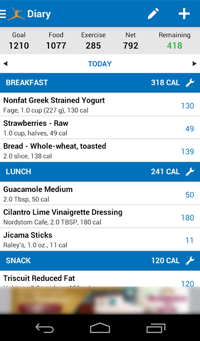 Diary
Goal Food Exercise Net Remaining
1210 1077 285 792 418
TODAY
BREAKFAST 318 CAL
Nonfat Greek Strained Yogurt
Fage, 1.0 cup (227 g), 130 cal 130
Strawberries - Raw
1.0 cup, halves, 49 cal 49
Bread - Whole-wheat, toasted
2.0 slice, 138 cal 139
LUNCH 241 CAL
Guacamole Medium
2.0 Tbsp, 50 cal 50
Cilantro Lime Vinaigrette Dressing
Nordstom Cafe, 2.0 TBSP, 180 cal 180
Jicama Sticks
Raley's, 1.0 oz., 11 cal 11
SNACK 120 CAL
Triscuit Reduced Fat
120